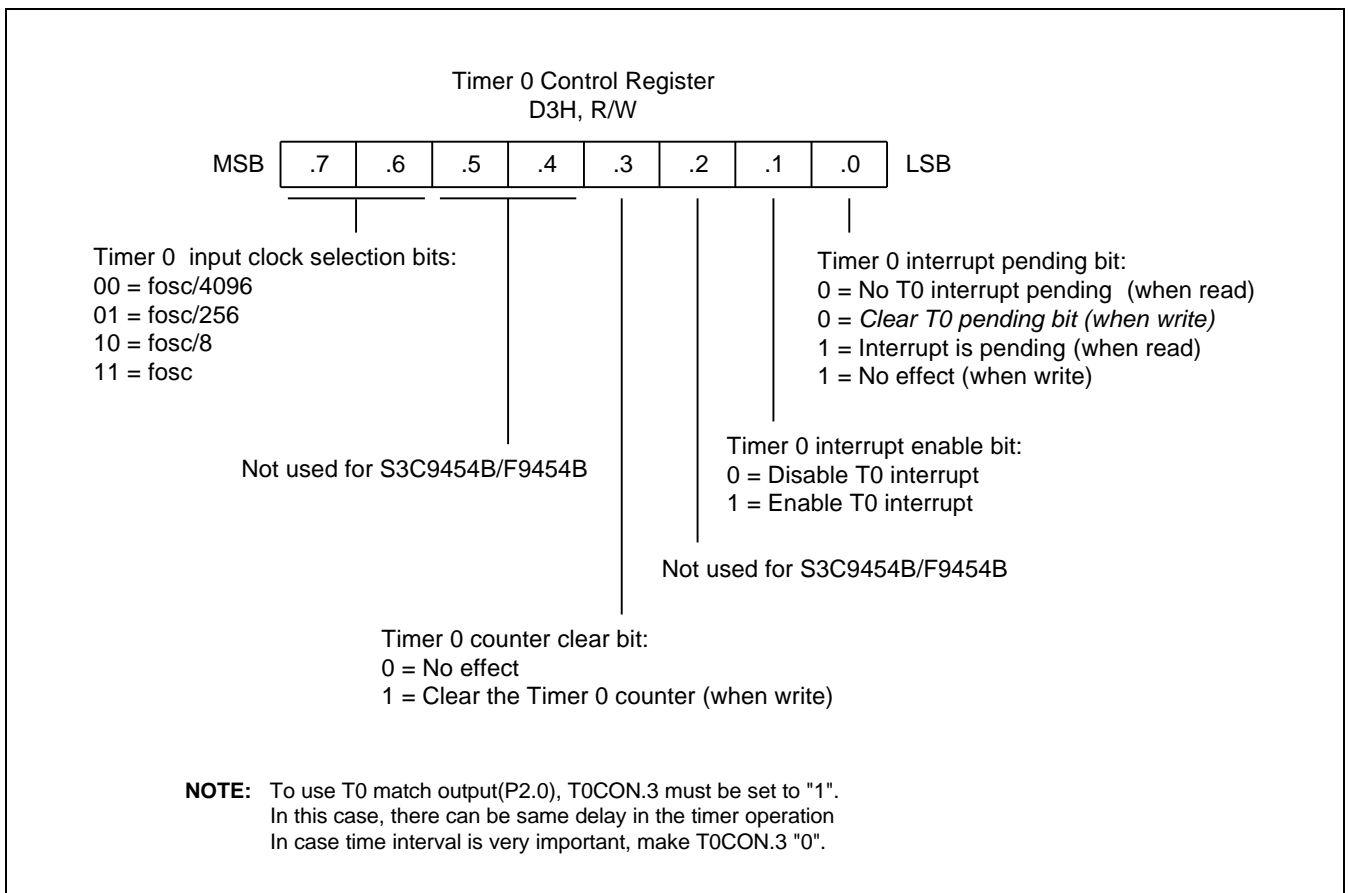 Timer 0 Control Register
D3H, R/W
MSB .7 .6 .5 .4 .3 .2 .1 .0 LSB
Timer 0 input clock selection bits:
00 = fosc/4096
01 = fosc/256
10 = fosc/8
11 = fosc
Timer 0 interrupt pending bit:
0 = No T0 interrupt pending (when read)
0 = Clear T0 pending bit (when write)
1 = Interrupt is pending (when read)
1 = No effect (when write)
Not used for S3C9454B/F9454B
Timer 0 interrupt enable bit:
0 = Disable T0 interrupt
1 = Enable T0 interrupt
Not used for S3C9454B/F9454B
Timer 0 counter clear bit:
0 = No effect
1 = Clear the Timer 0 counter (when write)
NOTE: To use T0 match output(P2.0), T0CON.3 must be set to "1".
In this case, there can be same delay in the timer operation
In case time interval is very important, make T0CON.3 "0".